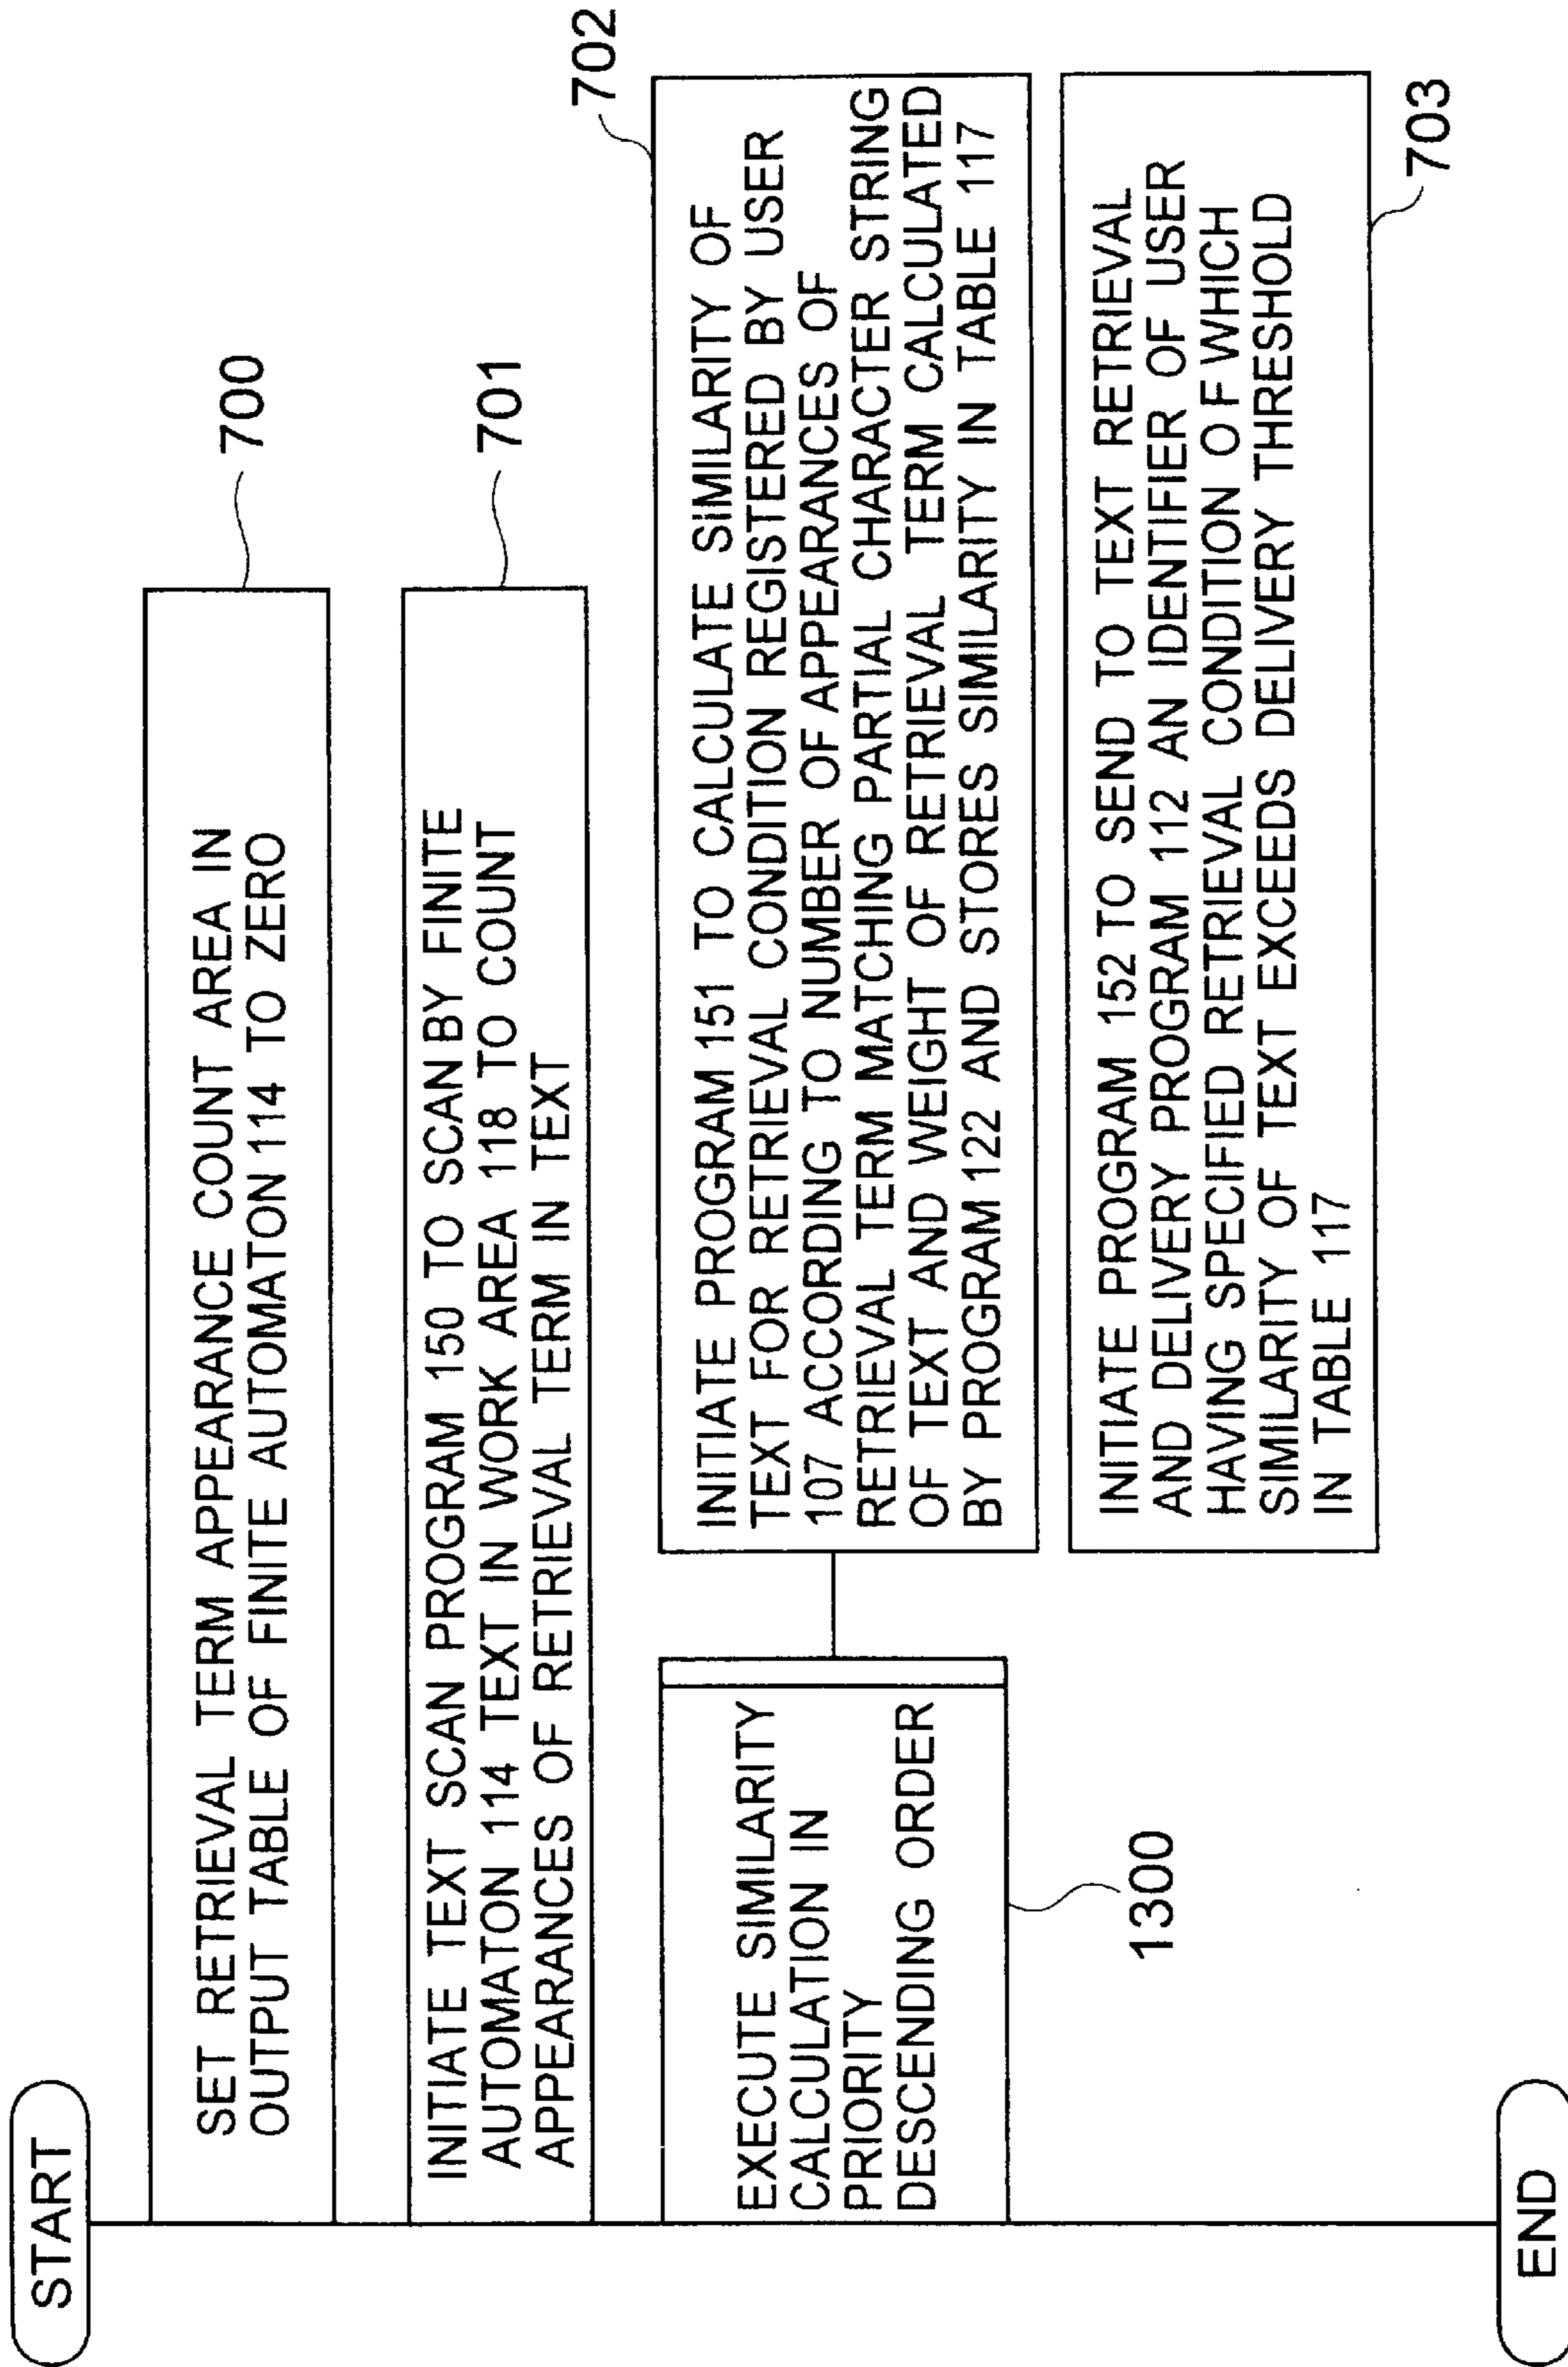 START
SET RETRIEVAL TERM APPEARANCE COUNT AREA IN
OUTPUT TABLE OF FINITE AUTOMATON 114 TO ZERO
700
INITIATE TEXT SCAN PROGRAM 150 TO SCAN BY FINITE
AUTOMATON 114 TEXT IN WORK AREA 118 TO COUNT
APPEARANCES OF RETRIEVAL TERM IN TEXT
701
EXECUTE SIMILARITY
CALCULATION IN
PRIORITY
DESCENDING ORDER
1300
INITIATE PROGRAM 151 TO CALCULATE SIMILARITY OF
TEXT FOR RETRIEVAL CONDITION REGISTERED BY USER
107 ACCORDING TO NUMBER OF APPEARANCES OF
RETRIEVAL TERM MATCHING PARTIAL CHARACTER STRING
OF TEXT AND WEIGHT OF RETRIEVAL TERM CALCULATED
BY PROGRAM 122 AND STORES SIMILARITY IN TABLE 117
702
INITIATE PROGRAM 152 TO SEND TO TEXT RETRIEVAL
AND DELIVERY PROGRAM 112 AN IDENTIFIER OF USER
HAVING SPECIFIED RETRIEVAL CONDITION O F WHICH
SIMILARITY OF TEXT EXCEEDS DELIVERY THRESHOLD
IN TABLE 117
703
END